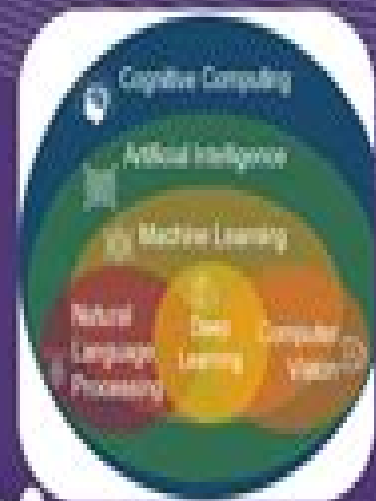 Cognitive Computing
Artificial Intelligence
Machine Learning
Natural
Language
Processing
Deep
Learning
Computer
Vision